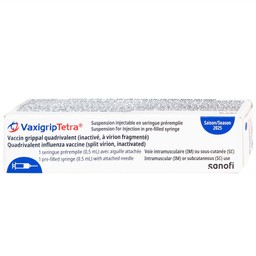 VaxigripTetra®
Suspension injectable en seringue préremplie
Suspension for injection in pre-filled syringe
Saison/Season
2025
Vaccin grippal quadrivalent (inactivé, à virion fragmenté)
Quadrivalent influenza vaccine (split virion, inactivated)
1 seringue préremplie (0,5 mL) avec aiguille attachée
1 pre-filled syringe (0.5 mL) with attached needle
Voie intramusculaire (IM) ou sous-cutanée (SC)
Intramuscular (IM) or subcutaneous (SC) use
sanofi